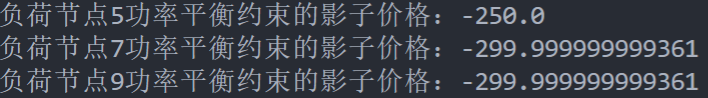 负荷节点5功率平衡约束的影子价格：-250.0
负荷节点7功率平衡约束的影子价格：-299.999999999361
负荷节点9功率平衡约束的影子价格：-299.999999999361